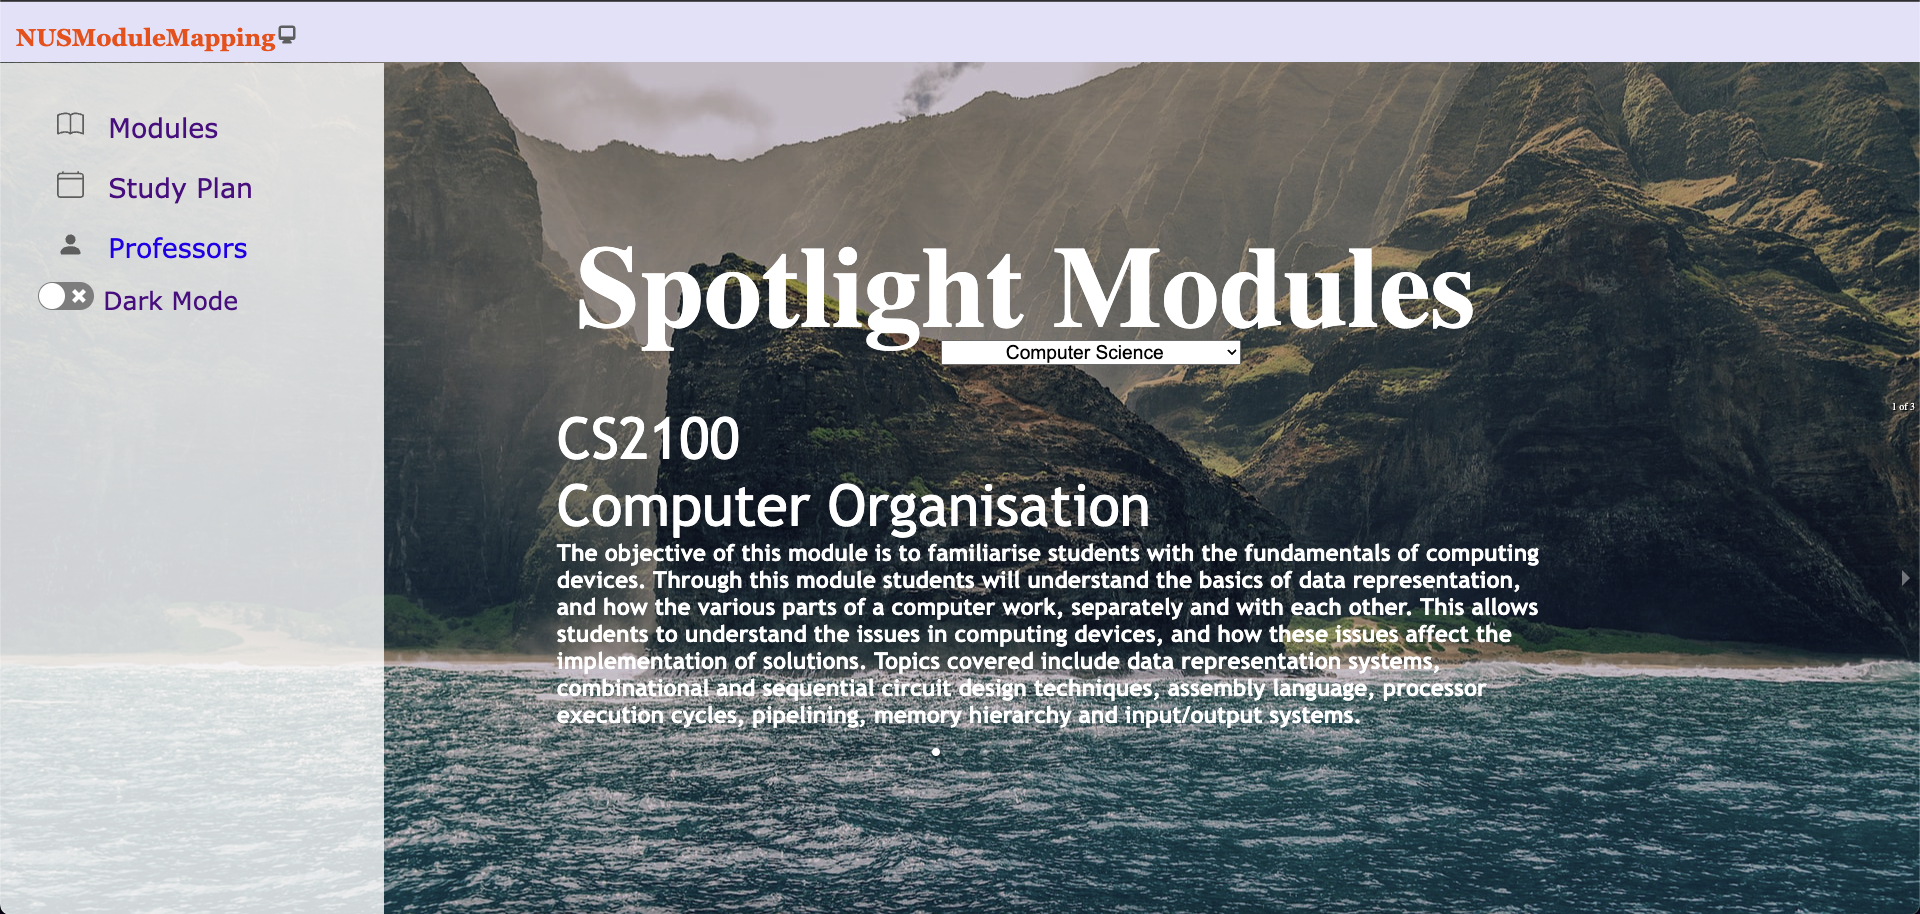 NUSModuleMapping
Modules
Study Plan
Professors
Dark Mode
Spotlight Modules
Computer Science
1 of 3
CS2100
Computer Organisation
The objective of this module is to familiarise students with the fundamentals of computing
devices. Through this module students will understand the basics of data representation,
and how the various parts of a computer work, separately and with each other. This allows
students to understand the issues in computing devices, and how these issues affect the
implementation of solutions. Topics covered include data representation systems,
combinational and sequential circuit design techniques, assembly language, processor
execution cycles, pipelining, memory hierarchy and input/output systems.